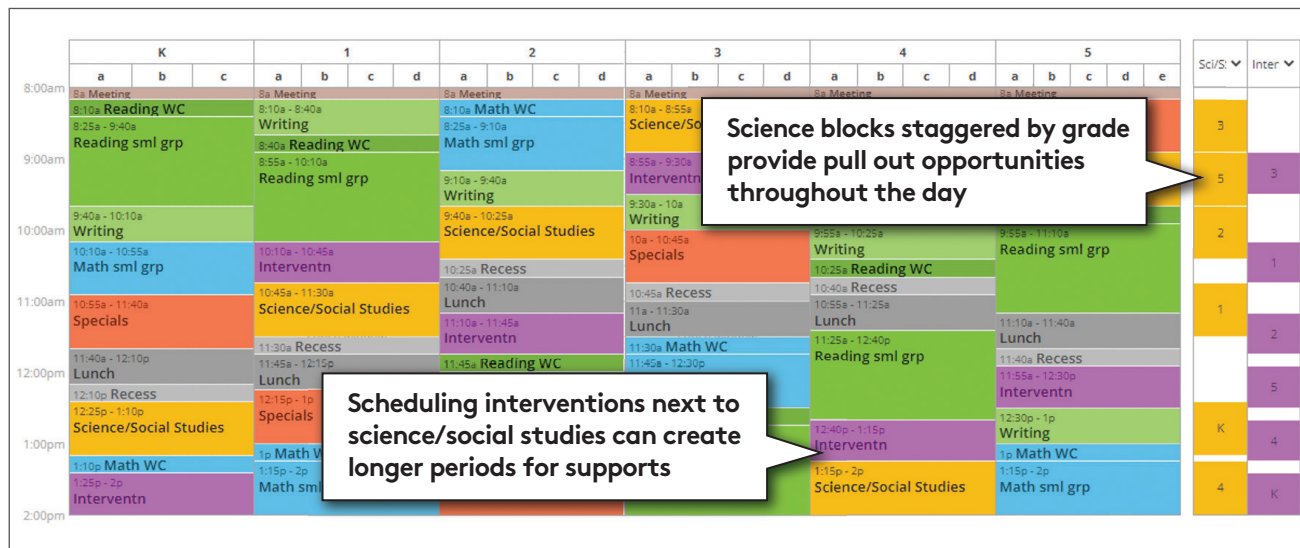 K 1 2 3 4 5 Sci/S: Inter
a b c a b c d a b c d a b c d a b c d a b c d e
8:00am
9:00am
10:00am
11:00am
12:00pm
1:00pm
2:00pm
8a Meeting
8:10a Reading WC
8:25a - 9:40a
Reading sml grp
9:40a - 10:10a
Writing
10:10a - 10:55a
Math sml grp
10:55a - 11:40a
Specials
11:40a - 12:10p
Lunch
12:10p Recess
12:25p - 1:10p
Science/Social Studies
1:10p Math WC
1:25p - 2p
Interventn
8a Meeting
8:10a - 8:40a
Writing
8:40a Reading WC
8:55a - 10:10a
Reading sml grp
10:10a - 10:45a
Interventn
10:45a - 11:30a
Science/Social Studies
11:30a Recess
11:45a - 12:15p
Lunch
12:15p - 1p
Specials
1p Math
1:15p - 2p
Math sml
8a Meeting
8:10a Math WC
8:25a - 9:10a
Math sml grp
9:10a - 9:40a
Writing
9:40a - 10:25a
Science/Social Studies
10:25a Recess
10:40a - 11:10a
Lunch
11:10a - 11:45a
Interventn
11:45a Reading WC
8a Meeting
8:10a - 8:55a
Science/So
8:55a - 9:30a
Interventn
9:30a - 10a
Writing
10a - 10:45a
Specials
10:45a Recess
11a - 11:30a
Lunch
11:30a Math WC
11:45a - 12:30p
8a Meeting
9:55a - 10:25a
Writing
10:25a Reading WC
10:40a Recess
10:55a - 11:25a
Lunch
11:25a - 12:40p
Reading sml grp
12:40p - 1:15p
Interventn
1:15p - 2p
Science/Social Studies
8a Meeting
9:55a - 11:10a
Reading sml grp
11:10a - 11:40a
Lunch
11:40a Recess
11:55a - 12:30p
Interventn
12:30p - 1p
Writing
1p Math WC
1:15p - 2p
Math sml grp
3
5
2
1
K
4
3
1
2
5
4
K
Science blocks staggered by grade
provide pull out opportunities
throughout the day
Scheduling interventions next to
science/social studies can create
longer periods for supports